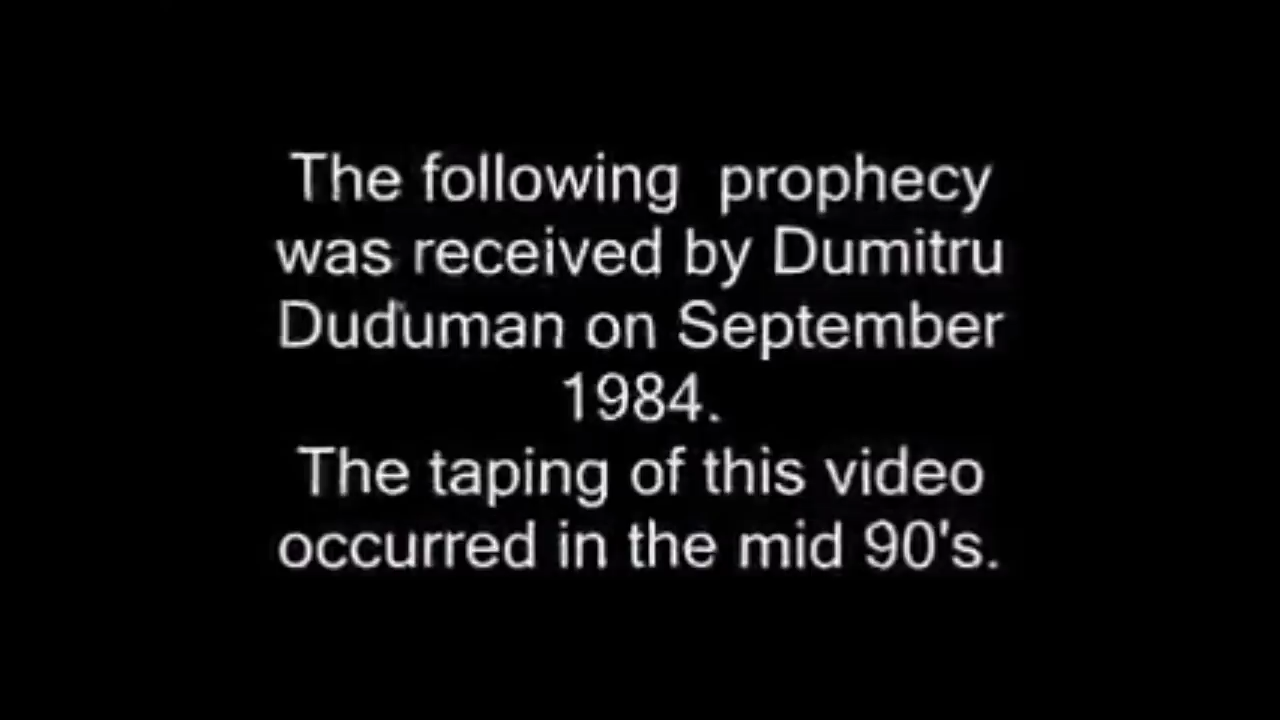 The following  prophecy
was received by Dumitru
Duduman on September
1984.
The taping of this video
occurred in the mid 90's.